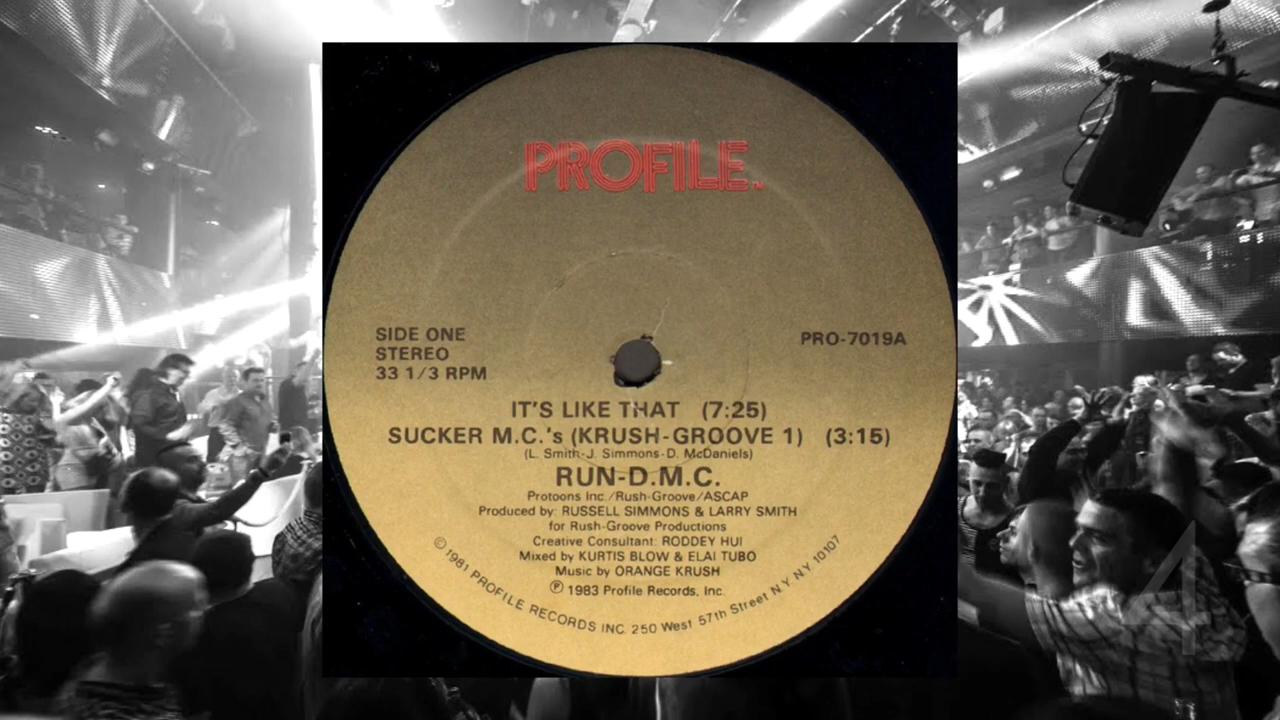 PROFILE
SIDE ONE
STEREO
33 1/3 RPM
PRO-7019A
IT'S LIKE THAT (7:25)
SUCKER M.C.'s (KRUSH-GROOVE 1) (3:15)
(L. Smith-J. Simmons-D. McDaniels)
RUN-D.M.C.
Protoons Inc./Rush-Groove/ASCAP
Produced by: RUSSELL SIMMONS & LARRY SMITH
for Rush-Groove Productions
Creative Consultant: RODDEY HUI
Mixed by KURTIS BLOW & ELAI TUBO
Music by ORANGE KRUSH
℗ 1983 Profile Records, Inc.
© 1981 PROFILE RECORDS INC. 250 West 57th Street N.Y. N.Y. 10107
4